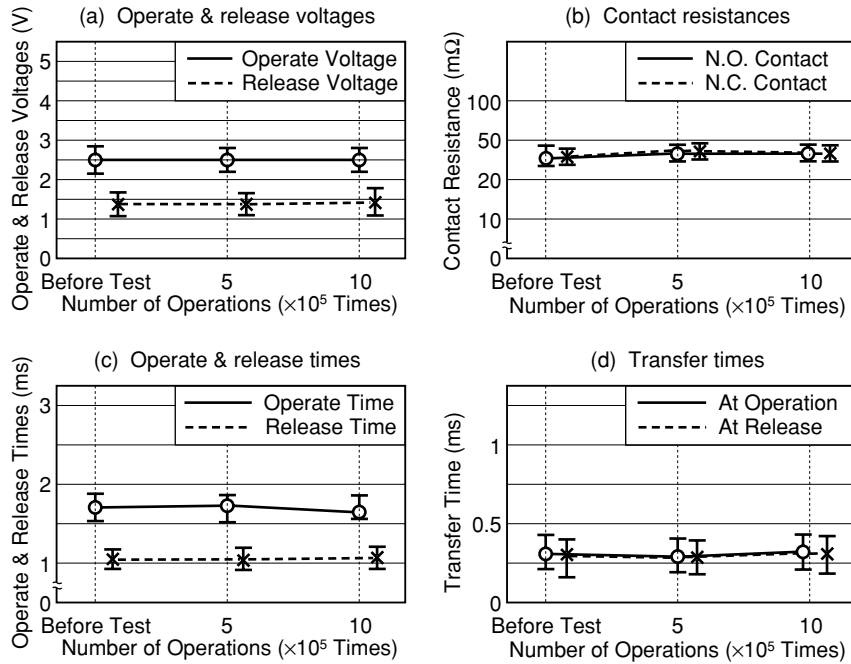 (a) Operate & release voltages
Operate & Release Voltages (V)
5
4
3
2
1
0
Operate Voltage
Release Voltage
Before Test 5 10
Number of Operations (×10⁵ Times)
(b) Contact resistances
Contact Resistance (mΩ)
100
50
20
10
0
N.O. Contact
N.C. Contact
Before Test 5 10
Number of Operations (×10⁵ Times)
(c) Operate & release times
Operate & Release Times (ms)
3
2
1
0
Operate Time
Release Time
Before Test 5 10
Number of Operations (×10⁵ Times)
(d) Transfer times
Transfer Time (ms)
1
0.5
0
At Operation
At Release
Before Test 5 10
Number of Operations (×10⁵ Times)